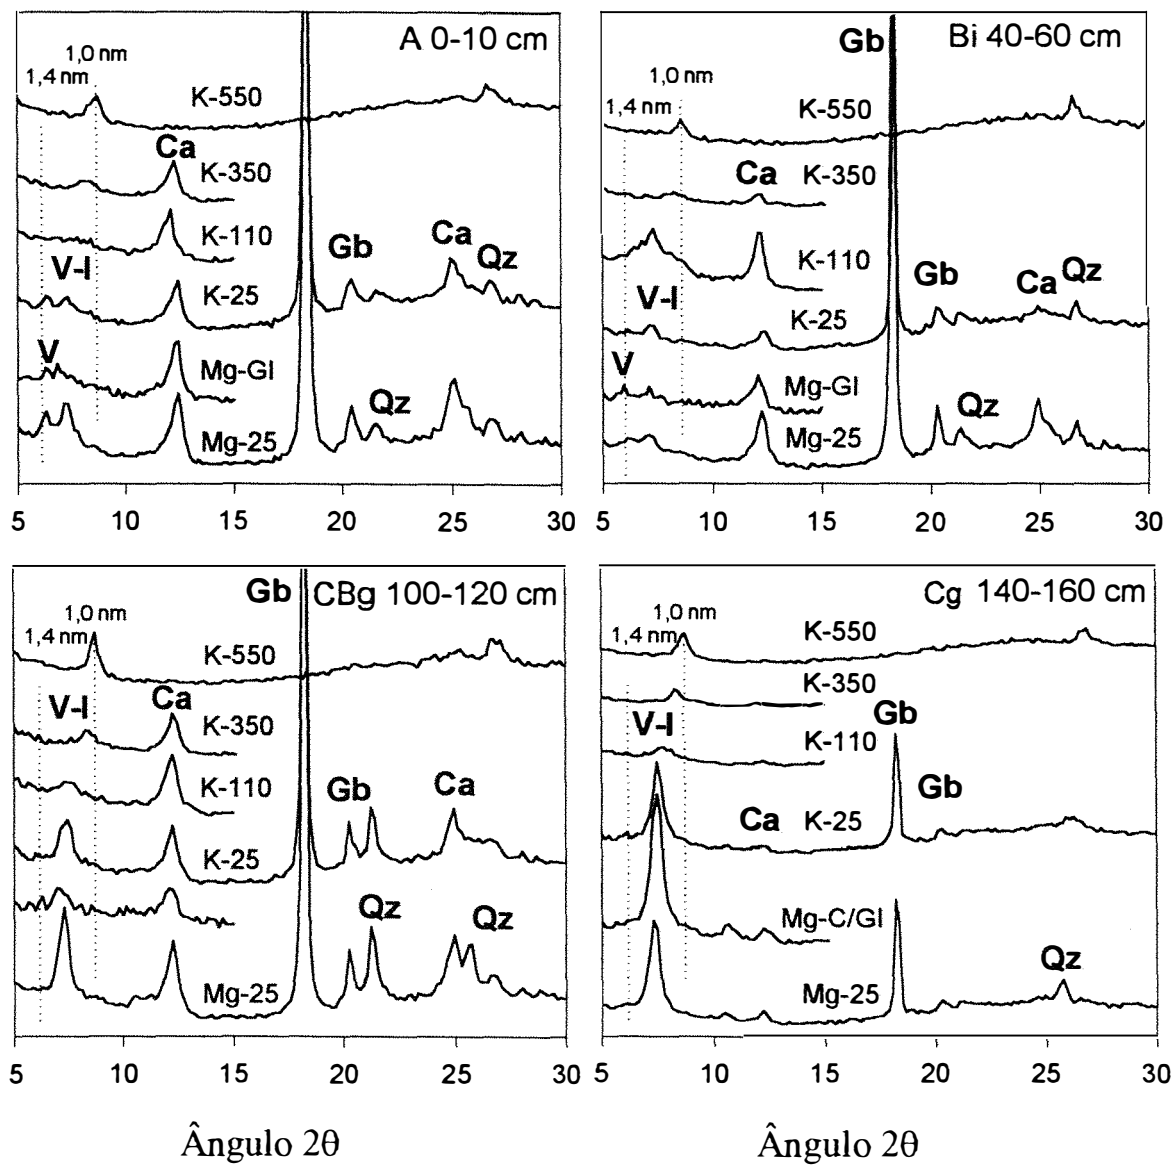 A 0-10 cm
1,0 nm
1,4 nm
K-550
Ca
K-350
K-110
V-I
Gb
Ca
Qz
K-25
V
Mg-Gl
Qz
Mg-25
5 10 15 20 25 30
Gb
Bi 40-60 cm
1,0 nm
1,4 nm
K-550
Ca
K-350
K-110
V-I
Gb
Ca
Qz
K-25
V
Mg-Gl
Qz
Mg-25
5 10 15 20 25 30
Gb
CBg 100-120 cm
1,0 nm
1,4 nm
K-550
V-I
Ca
K-350
K-110
Gb
Ca
K-25
Qz
Qz
Mg-25
5 10 15 20 25 30
Ângulo 2θ
Cg 140-160 cm
1,0 nm
1,4 nm
K-550
K-350
V-I
Gb
K-110
Gb
Ca
K-25
Mg-C/Gl
Qz
Mg-25
5 10 15 20 25 30
Ângulo 2θ